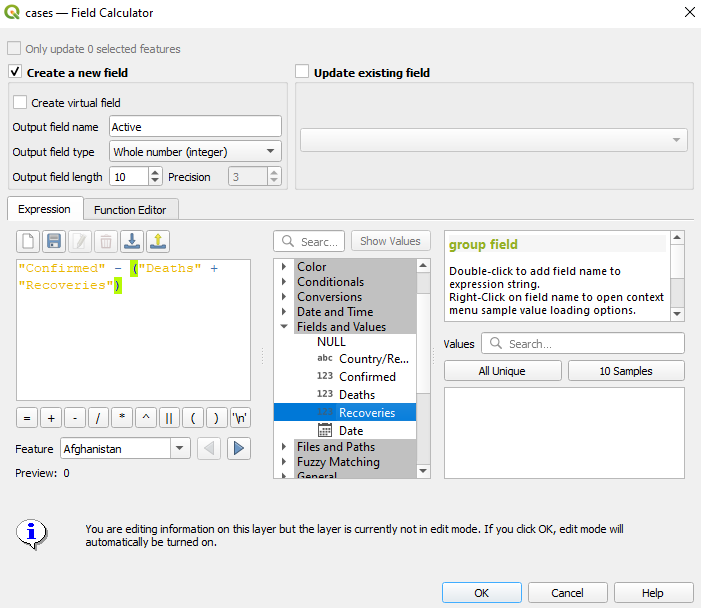 cases — Field Calculator
Only update 0 selected features
Create a new field
Update existing field
Create virtual field
Output field name Active
Output field type Whole number (integer)
Output field length 10 Precision 3
Expression Function Editor
Searc... Show Values
group field
Double-click to add field name to
expression string.
Right-Click on field name to open context
menu sample value loading options.
"Confirmed" - ("Deaths" +
"Recoveries")
Color
Conditionals
Conversions
Date and Time
Fields and Values
NULL
abc Country/Re...
123 Confirmed
123 Deaths
123 Recoveries
Date
Files and Paths
Fuzzy Matching
General
Values Search...
All Unique 10 Samples
= + - / * ^ || ( ) '\n'
Feature Afghanistan
Preview: 0
You are editing information on this layer but the layer is currently not in edit mode. If you click OK, edit mode will
automatically be turned on.
OK Cancel Help